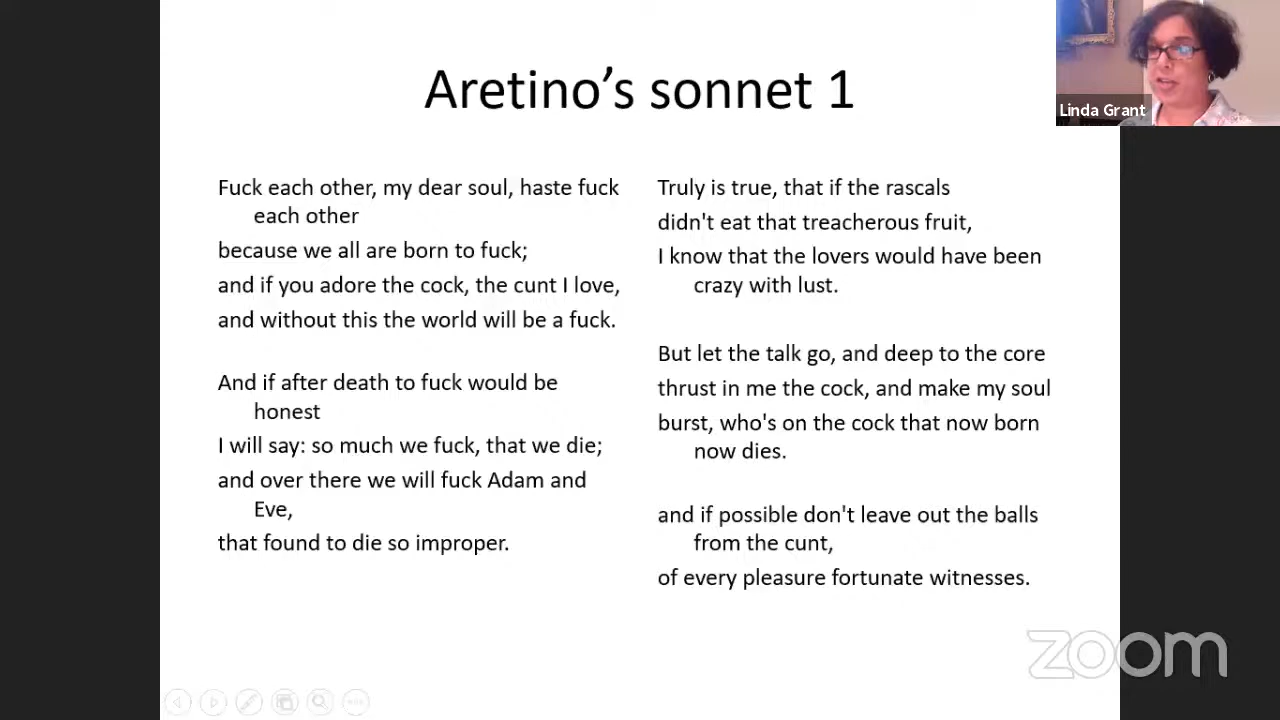 Aretino's sonnet 1
Linda Grant
Fuck each other, my dear soul, haste fuck
each other
because we all are born to fuck;
and if you adore the cock, the cunt I love,
and without this the world will be a fuck.
And if after death to fuck would be
honest
I will say: so much we fuck, that we die;
and over there we will fuck Adam and
Eve,
that found to die so improper.
Truly is true, that if the rascals
didn't eat that treacherous fruit,
I know that the lovers would have been
crazy with lust.
But let the talk go, and deep to the core
thrust in me the cock, and make my soul
burst, who's on the cock that now born
now dies.
and if possible don't leave out the balls
from the cunt,
of every pleasure fortunate witnesses.
zoom